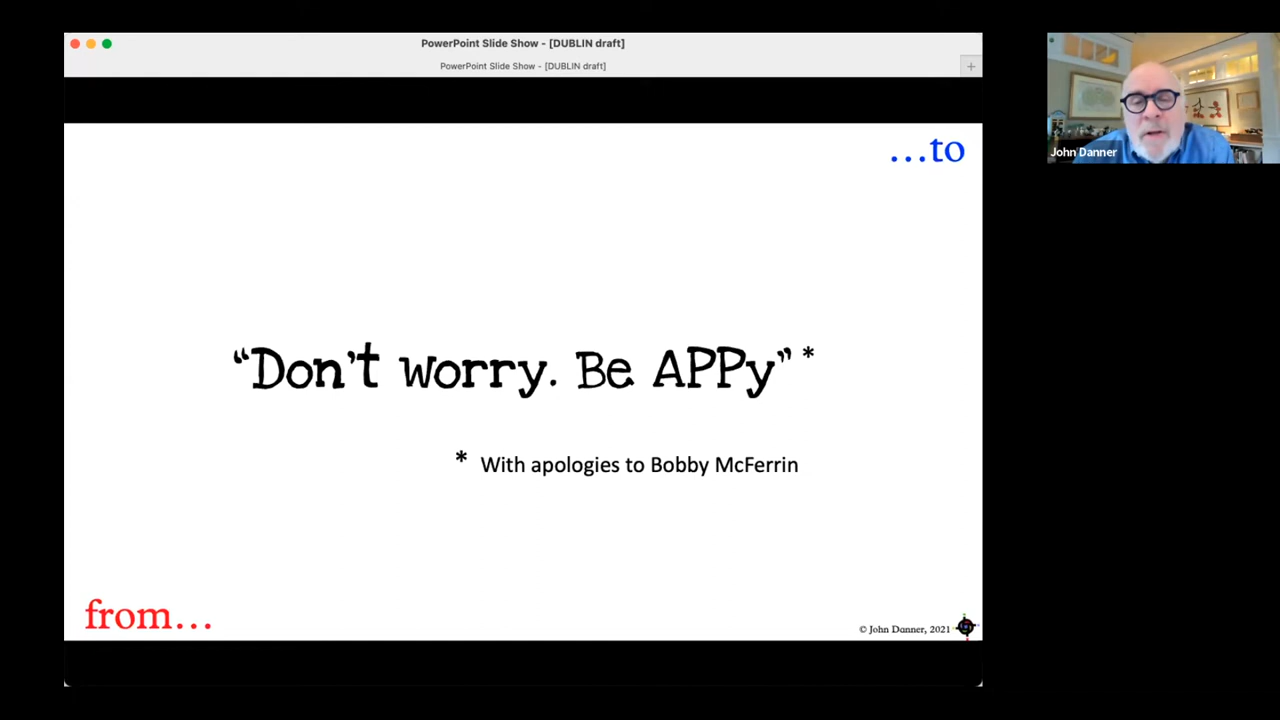 PowerPoint Slide Show - [DUBLIN draft]
PowerPoint Slide Show - [DUBLIN draft]
+
…to
“Don’t worry. Be APPy” *
* With apologies to Bobby McFerrin
from…
© John Danner, 2021
John Danner